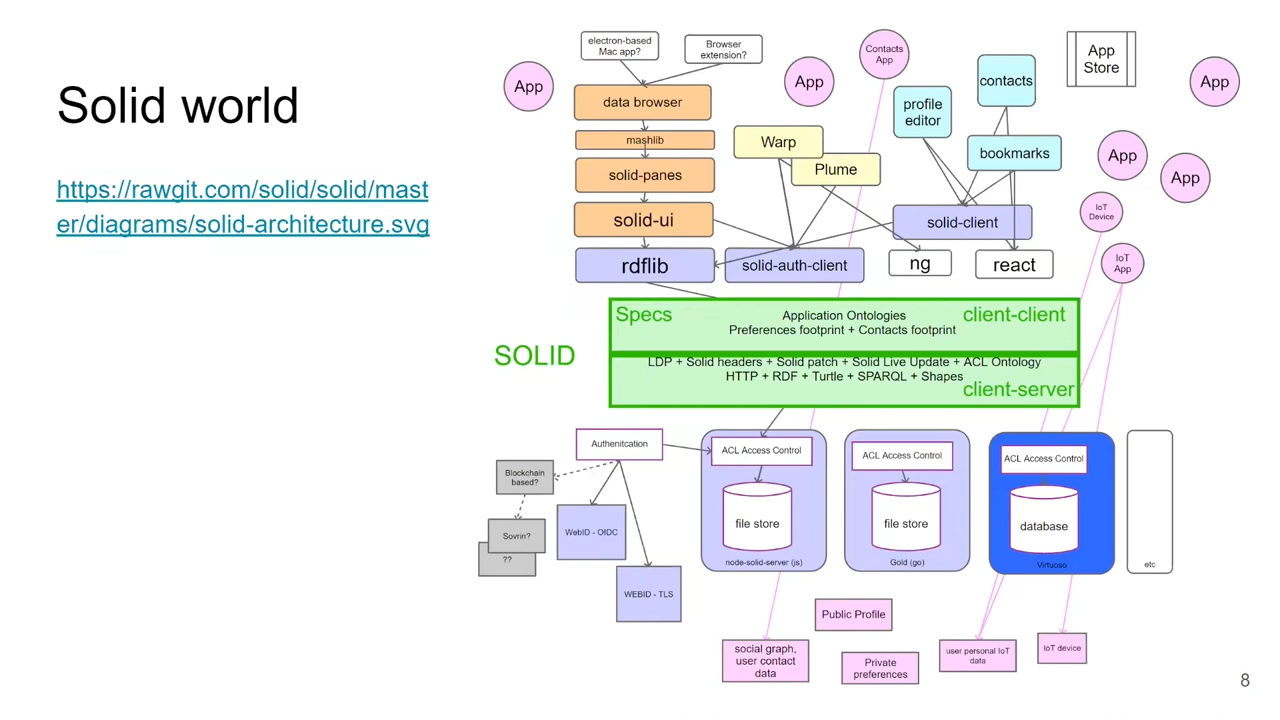 Solid world
https://rawgit.com/solid/solid/mast
er/diagrams/solid-architecture.svg
electron-based
Mac app?
Browser
extension?
App
App
Contacts
App
App
Store
App
contacts
profile
editor
bookmarks
App
App
IoT
Device
IoT
App
data browser
mashlib
solid-panes
solid-ui
rdflib
Warp
Plume
solid-auth-client
solid-client
ng
react
SOLID
Specs
Application Ontologies
client-client
Preferences footprint + Contacts footprint
LDP + Solid headers + Solid patch + Solid Live Update + ACL Ontology
HTTP + RDF + Turtle + SPARQL + Shapes
client-server
Authenitcation
Blockchain
based?
Sovrin?
??
WebID - OIDC
WEBID - TLS
ACL Access Control
file store
node-solid-server (js)
ACL Access Control
file store
Gold (go)
ACL Access Control
database
Virtuoso
etc
Public Profile
social graph,
user contact
data
Private
preferences
user personal IoT
data
IoT device
8